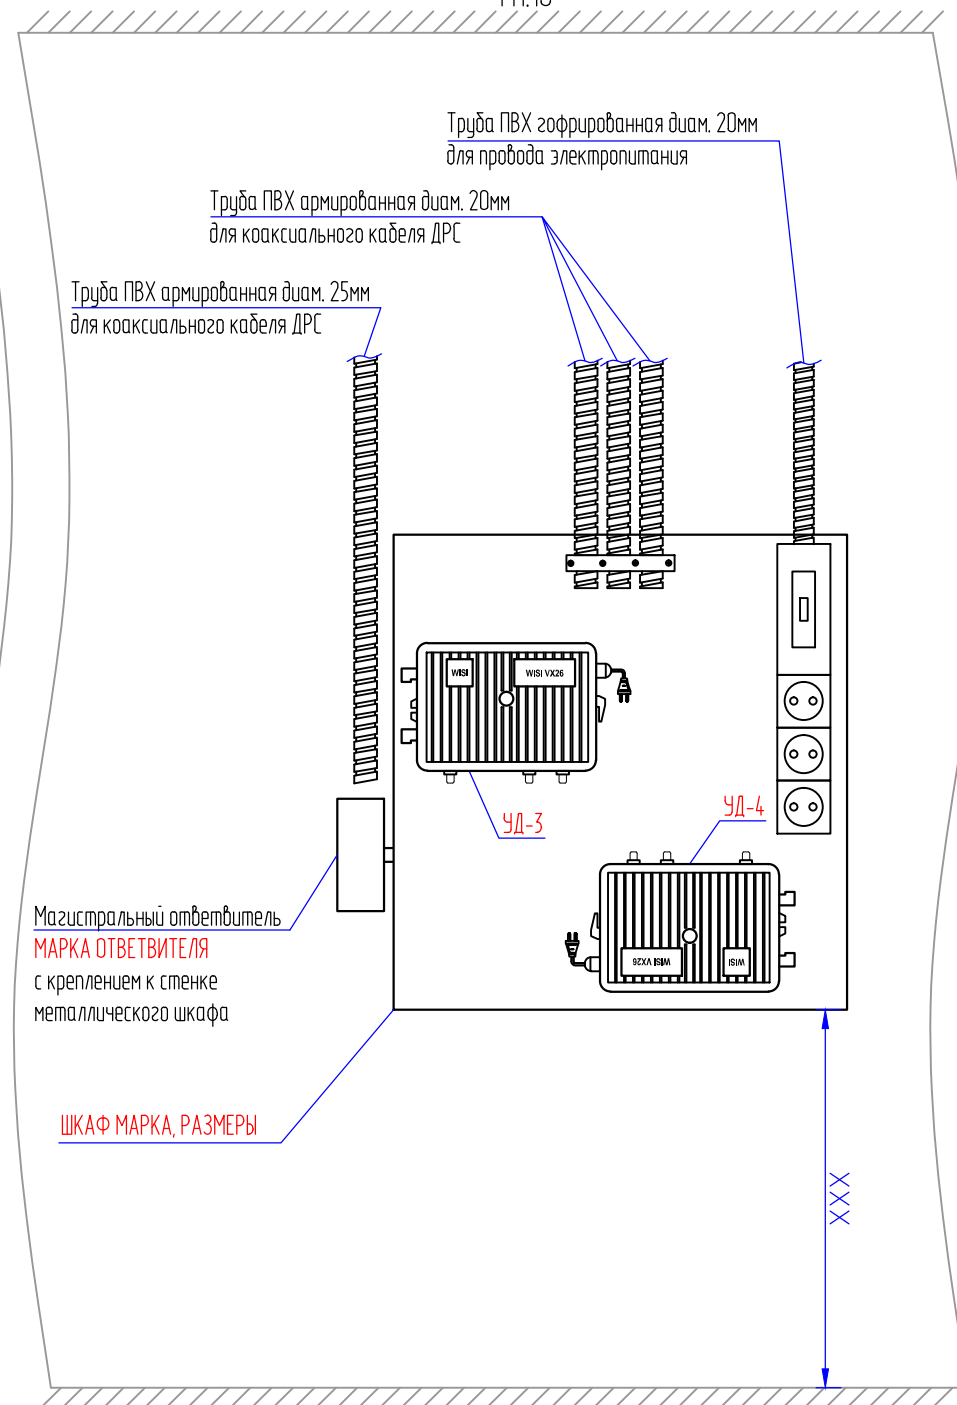 Труба ПВХ гофрированная диам. 20мм
для провода электропитания
Труба ПВХ армированная диам. 20мм
для коаксиального кабеля ДРС
Труба ПВХ армированная диам. 25мм
для коаксиального кабеля ДРС
WISI
WISI VX26
УД-3
УД-4
WISI VX26
WISI
Магистральный ответвитель
МАРКА ОТВЕТВИТЕЛЯ
с креплением к стенке
металлического шкафа
ШКАФ МАРКА, РАЗМЕРЫ
XXX